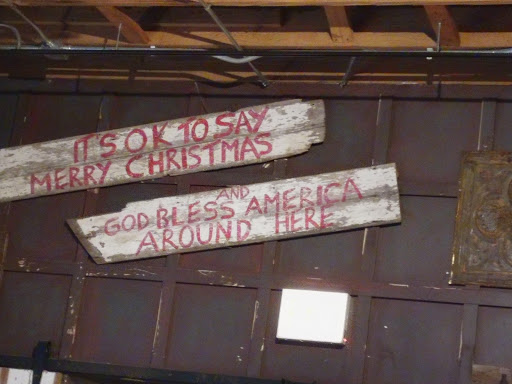 IT'S OK TO SAY
MERRY CHRISTMAS
AND
GOD BLESS AMERICA
AROUND HERE